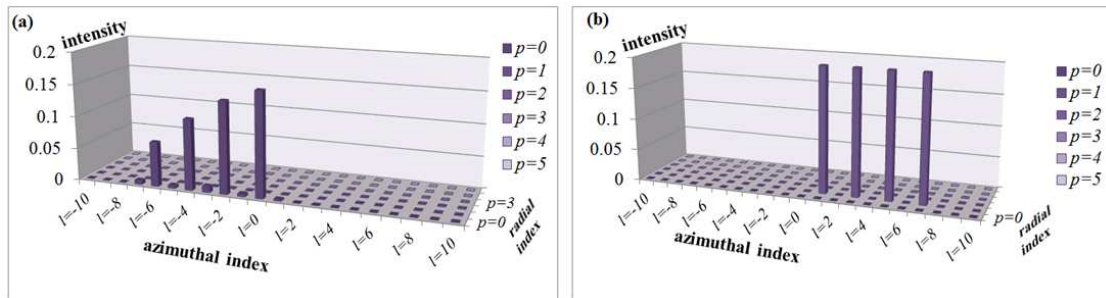 (a)
intensity
0.2
0.15
0.1
0.05
0
l=-10
l=-8
l=-6
l=-4
l=-2
l=0
l=2
l=4
l=6
l=8
l=10
azimuthal index
p=0
p=3
radial
index
p=0
p=1
p=2
p=3
p=4
p=5
(b)
intensity
0.2
0.15
0.1
0.05
0
l=-10
l=-8
l=-6
l=-4
l=-2
l=0
l=2
l=4
l=6
l=8
l=10
azimuthal index
p=0
radial
index
p=0
p=1
p=2
p=3
p=4
p=5